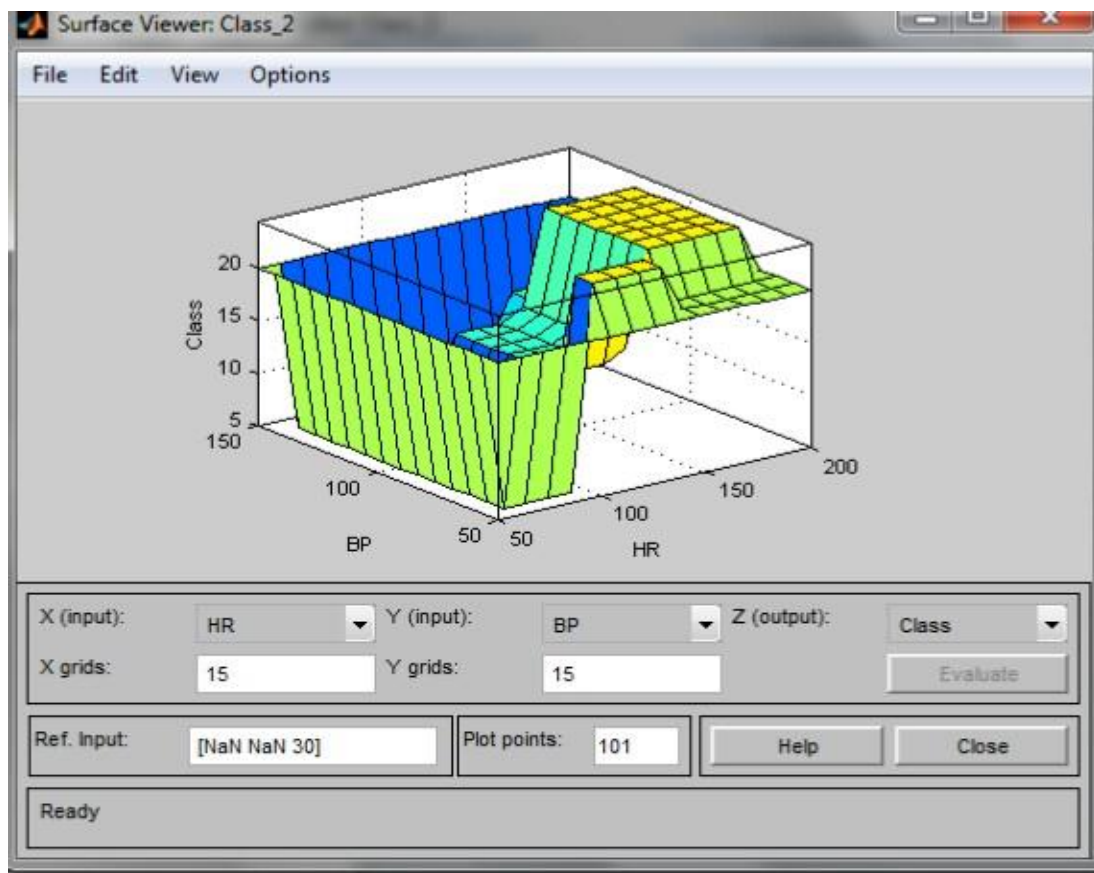 Surface Viewer: Class_2
File Edit View Options
20
15
10
5
Class
150
100
50
BP
50
100
150
200
HR
X (input): HR Y (input): BP Z (output): Class
X grids: 15 Y grids: 15 Evaluate
Ref. Input: [NaN NaN 30] Plot points: 101 Help Close
Ready